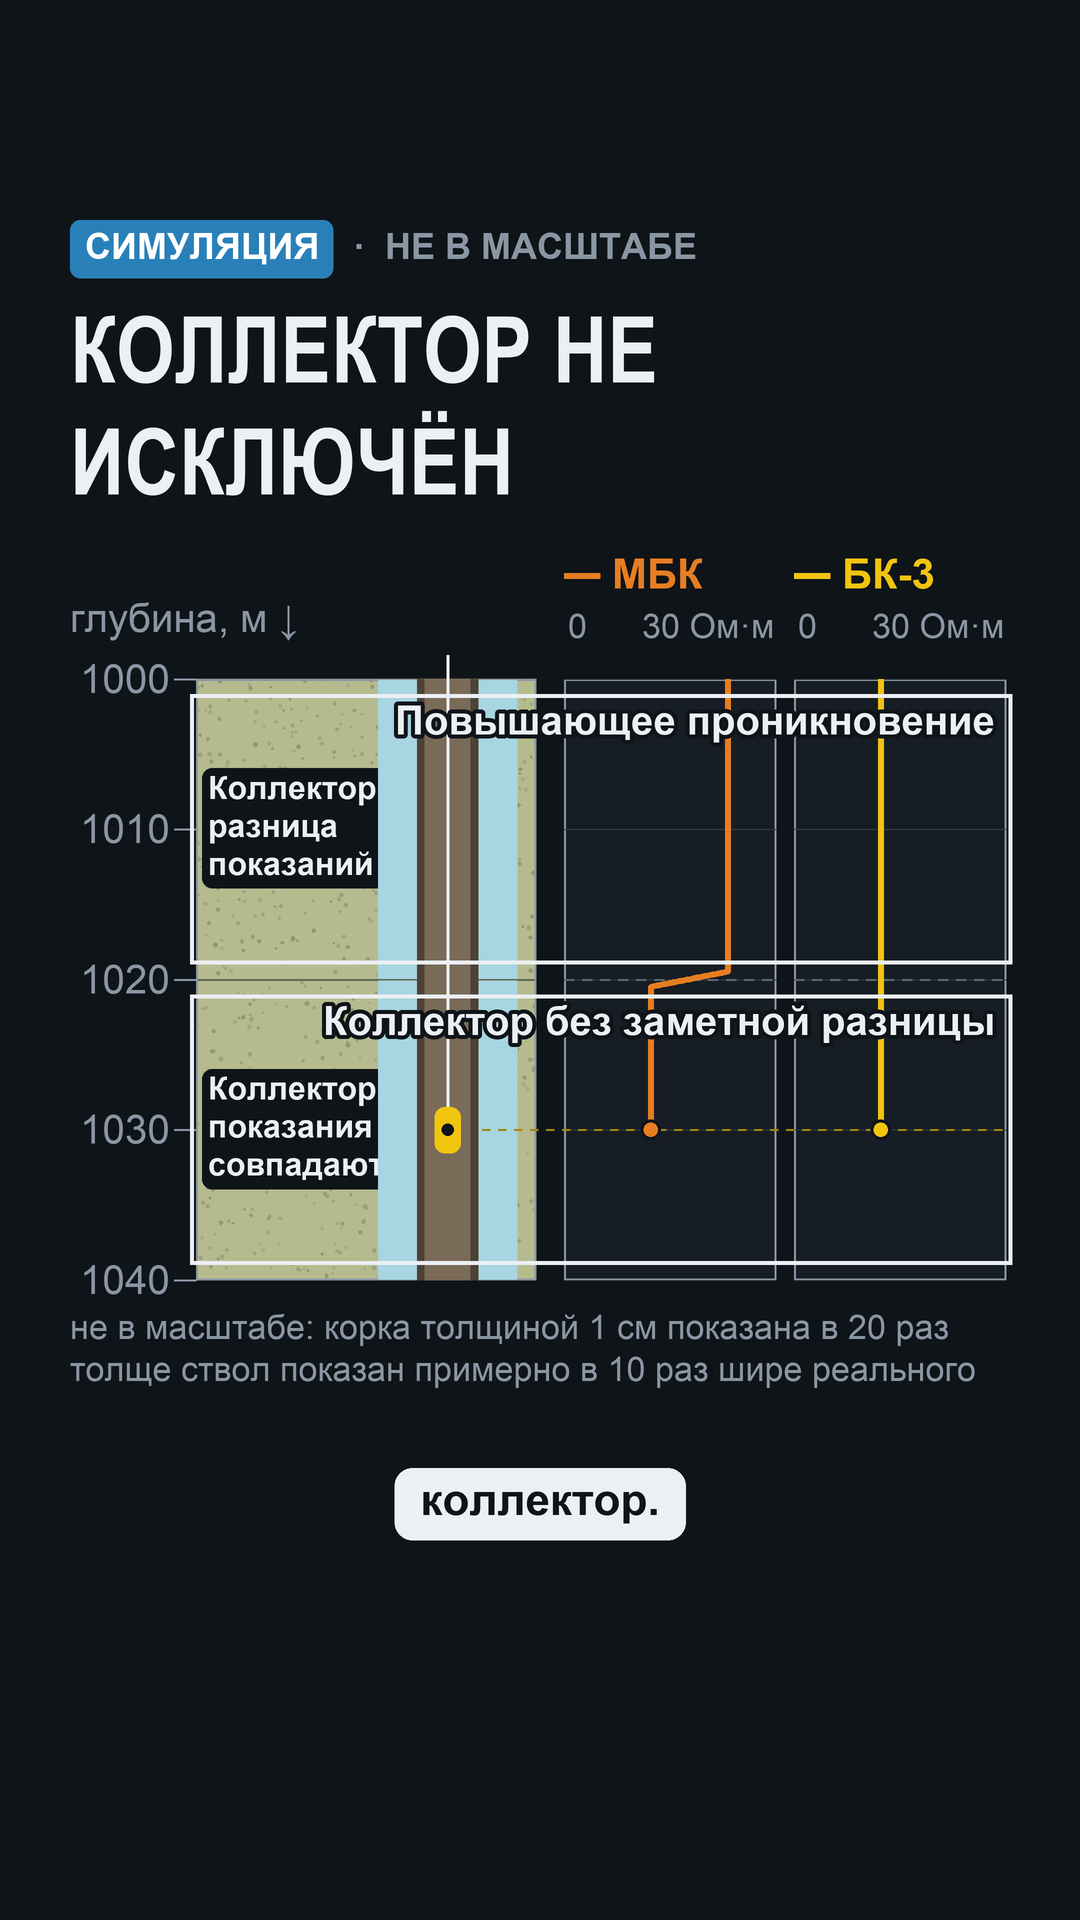 СИМУЛЯЦИЯ · НЕ В МАСШТАБЕ
КОЛЛЕКТОР НЕ
ИСКЛЮЧЁН
МБК
БК-3
глубина, м ↓
0 30 Ом·м
0 30 Ом·м
1000
Повышающее проникновение
Коллектор
разница
показаний
1010
1020
Коллектор без заметной разницы
Коллектор
показания
совпадают
1030
1040
не в масштабе: корка толщиной 1 см показана в 20 раз
толще ствол показан примерно в 10 раз шире реального
коллектор.